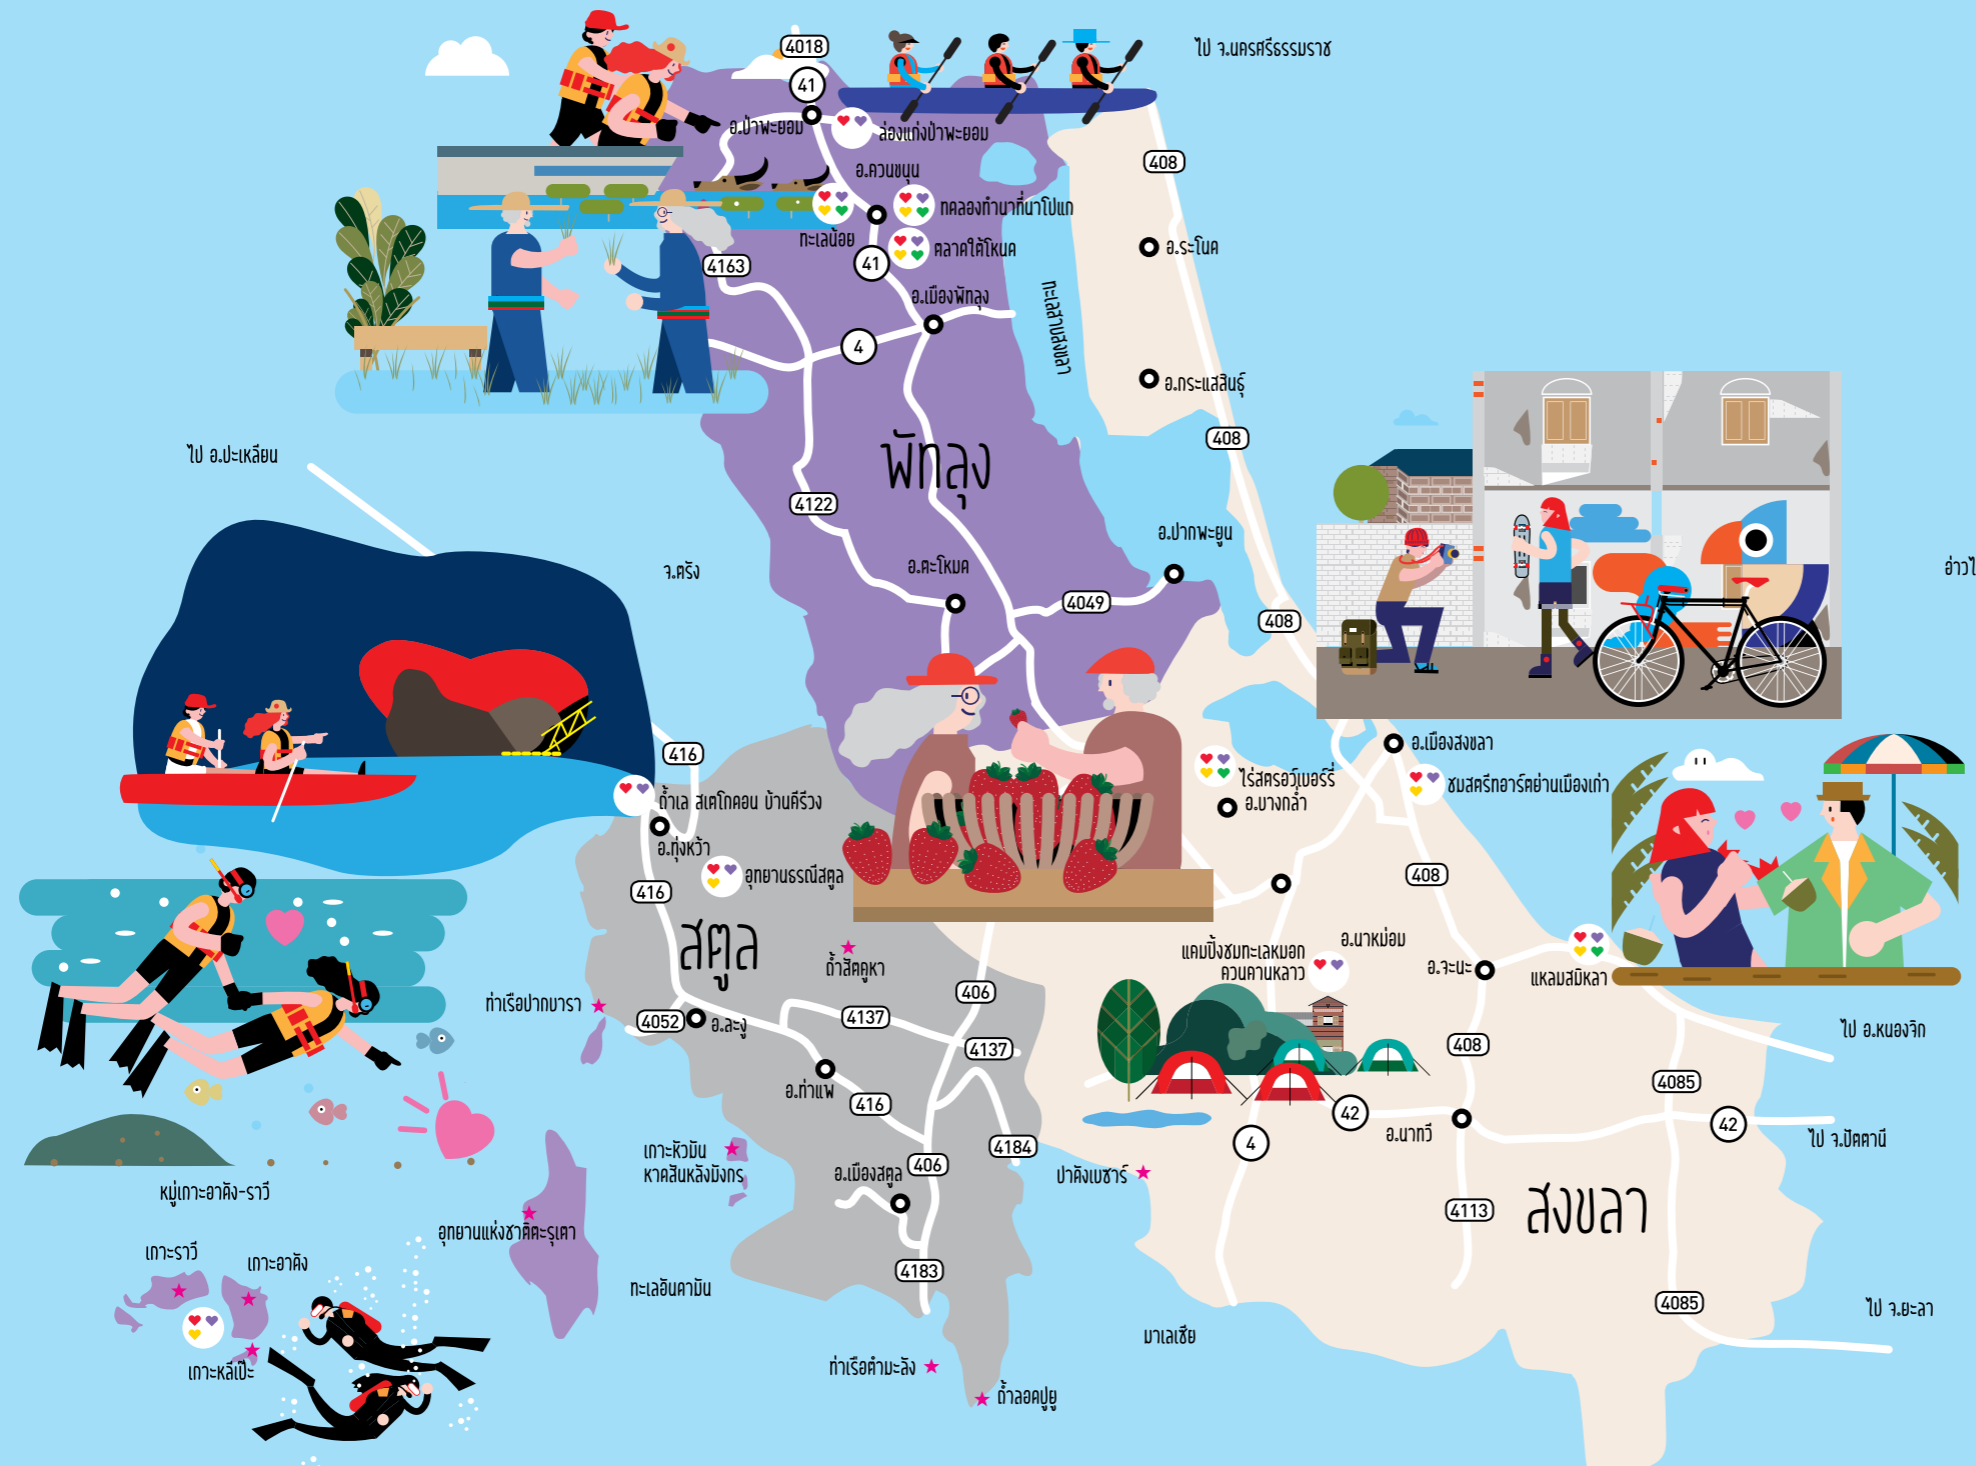 4018
41
ไป จ.นครศรีธรรมราช
อ.ป่าพะยอม
ล่องแก่งป่าพะยอม
408
อ.ควนขนุน
ทดลองทำนาที่นาโปแก
ทะเลน้อย
ตลาดใต้โหนด
อ.ระโนด
4163
41
อ.เมืองพัทลุง
ทะเลสาบสงขลา
4
อ.กระแสสินธุ์
408
ไป อ.ปะเหลียน
พัทลุง
4122
อ.ปากพะยูน
อ.ตะโหมด
จ.ตรัง
อ่าวไ
4049
408
416
อ.เมืองสงขลา
ไร่สตรอว์เบอร์รี่
อ.บางกล่ำ
ชมสตรีทอาร์ตย่านเมืองเก่า
ถ้ำเล สเตโกดอน บ้านคีรีวง
อ.ทุ่งหว้า
416
อุทยานธรณีสตูล
408
สตูล
ถ้ำสัตคูหา
แคมปิ้งชมทะเลหมอก
ควนคานหลาว
อ.นาหม่อม
อ.จะนะ
แหลมสมิหลา
ท่าเรือปากบารา
4052
อ.ละงู
4137
406
4137
ไป อ.หนองจิก
408
4085
อ.ท่าแพ
416
42
4
อ.นาทวี
42
ไป จ.ปัตตานี
4184
เกาะหัวมัน
หาดสันหลังมังกร
อ.เมืองสตูล
406
ปาดังเบซาร์
หมู่เกาะอาดัง-ราวี
4113
สงขลา
อุทยานแห่งชาติตะรุเตา
เกาะราวี
เกาะอาดัง
4183
ทะเลอันดามัน
4085
ไป จ.ยะลา
มาเลเซีย
เกาะหลีเป๊ะ
ท่าเรือตำมะลัง
ถ้ำลอดปูยู